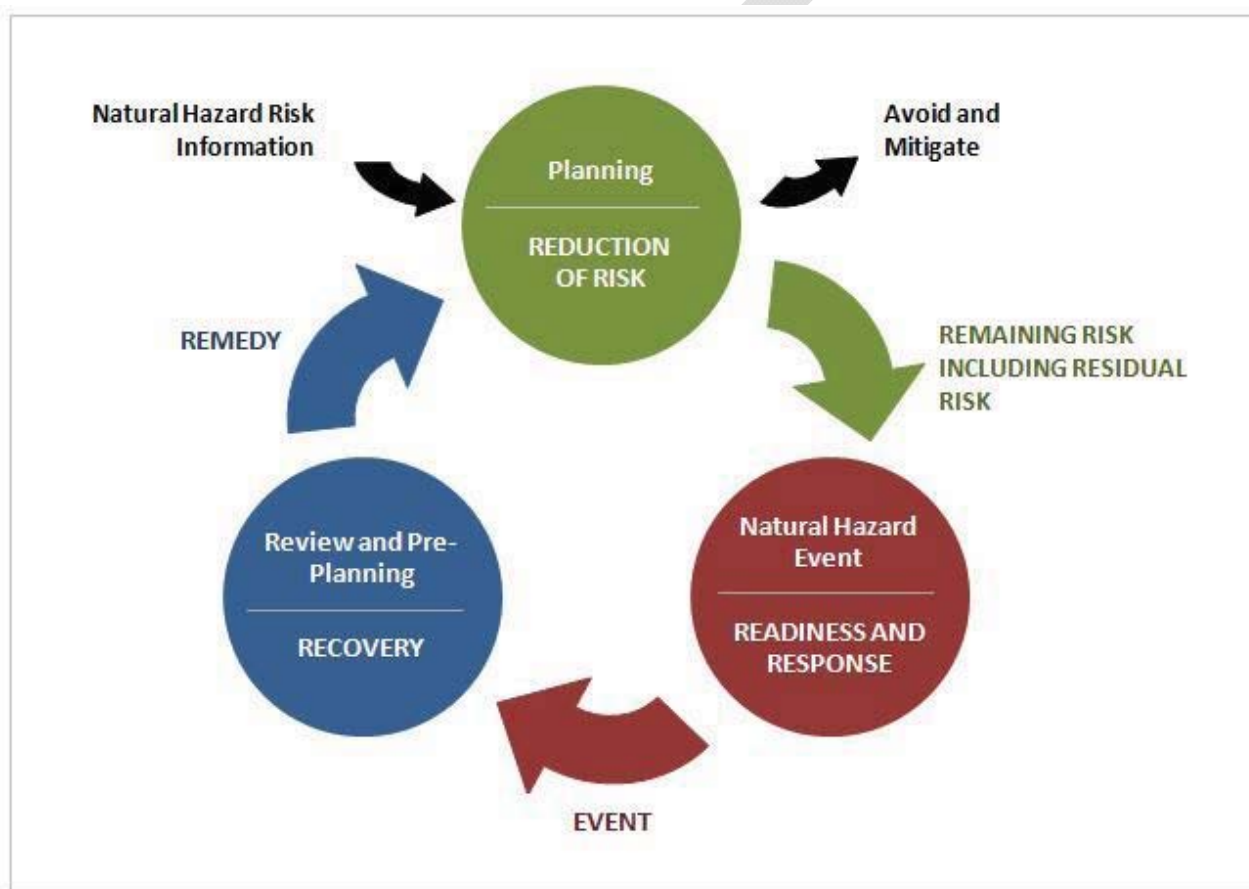 Natural Hazard Risk
Information
Avoid and
Mitigate
Planning
REDUCTION
OF RISK
REMEDY
REMAINING RISK
INCLUDING RESIDUAL
RISK
Review and Pre-
Planning
RECOVERY
Natural Hazard
Event
READINESS AND
RESPONSE
EVENT